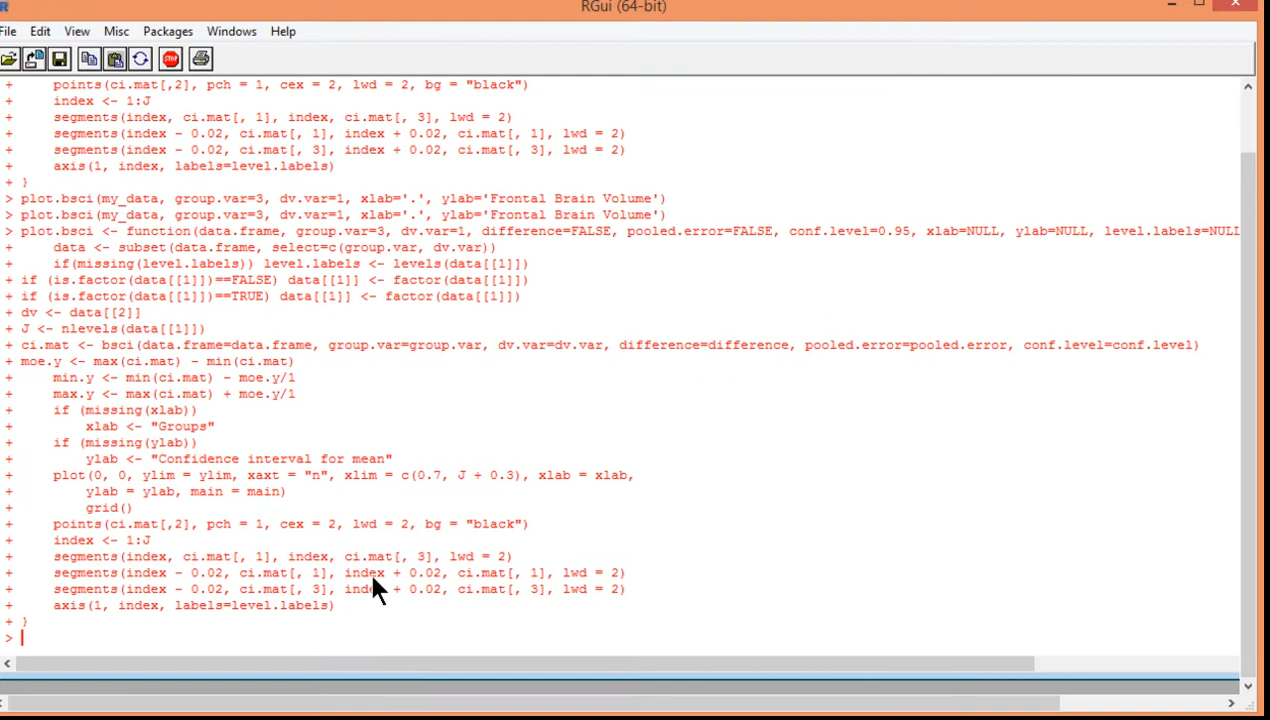 RGui (64-bit)
File Edit View Misc Packages Windows Help
STOP
+     points(ci.mat[,2], pch = 1, cex = 2, lwd = 2, bg = "black")
+     index <- 1:J
+     segments(index, ci.mat[, 1], index, ci.mat[, 3], lwd = 2)
+     segments(index - 0.02, ci.mat[, 1], index + 0.02, ci.mat[, 1], lwd = 2)
+     segments(index - 0.02, ci.mat[, 3], index + 0.02, ci.mat[, 3], lwd = 2)
+     axis(1, index, labels=level.labels)
+ }
> plot.bsci(my_data, group.var=3, dv.var=1, xlab='.', ylab='Frontal Brain Volume')
> plot.bsci(my_data, group.var=3, dv.var=1, xlab='.', ylab='Frontal Brain Volume')
> plot.bsci <- function(data.frame, group.var=3, dv.var=1, difference=FALSE, pooled.error=FALSE, conf.level=0.95, xlab=NULL, ylab=NULL, level.labels=NULL
+     data <- subset(data.frame, select=c(group.var, dv.var))
+     if(missing(level.labels)) level.labels <- levels(data[[1]])
+ if (is.factor(data[[1]])==FALSE) data[[1]] <- factor(data[[1]])
+ if (is.factor(data[[1]])==TRUE) data[[1]] <- factor(data[[1]])
+ dv <- data[[2]]
+ J <- nlevels(data[[1]])
+ ci.mat <- bsci(data.frame=data.frame, group.var=group.var, dv.var=dv.var, difference=difference, pooled.error=pooled.error, conf.level=conf.level)
+ moe.y <- max(ci.mat) - min(ci.mat)
+     min.y <- min(ci.mat) - moe.y/1
+     max.y <- max(ci.mat) + moe.y/1
+     if (missing(xlab))
+         xlab <- "Groups"
+     if (missing(ylab))
+         ylab <- "Confidence interval for mean"
+     plot(0, 0, ylim = ylim, xaxt = "n", xlim = c(0.7, J + 0.3), xlab = xlab,
+         ylab = ylab, main = main)
+         grid()
+     points(ci.mat[,2], pch = 1, cex = 2, lwd = 2, bg = "black")
+     index <- 1:J
+     segments(index, ci.mat[, 1], index, ci.mat[, 3], lwd = 2)
+     segments(index - 0.02, ci.mat[, 1], index + 0.02, ci.mat[, 1], lwd = 2)
+     segments(index - 0.02, ci.mat[, 3], index + 0.02, ci.mat[, 3], lwd = 2)
+     axis(1, index, labels=level.labels)
+ }
>